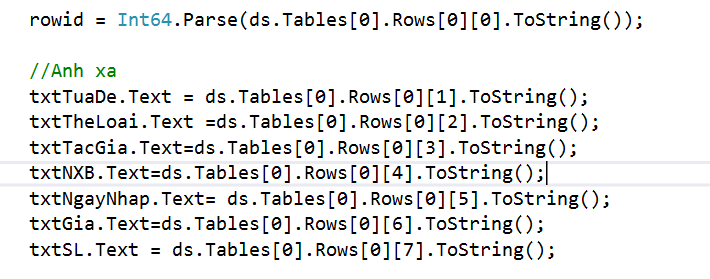 rowid = Int64.Parse(ds.Tables[0].Rows[0][0].ToString());
//Anh xa
txtTuaDe.Text = ds.Tables[0].Rows[0][1].ToString();
txtTheLoai.Text =ds.Tables[0].Rows[0][2].ToString();
txtTacGia.Text=ds.Tables[0].Rows[0][3].ToString();
txtNXB.Text=ds.Tables[0].Rows[0][4].ToString();
txtNgayNhap.Text= ds.Tables[0].Rows[0][5].ToString();
txtGia.Text=ds.Tables[0].Rows[0][6].ToString();
txtSL.Text = ds.Tables[0].Rows[0][7].ToString();